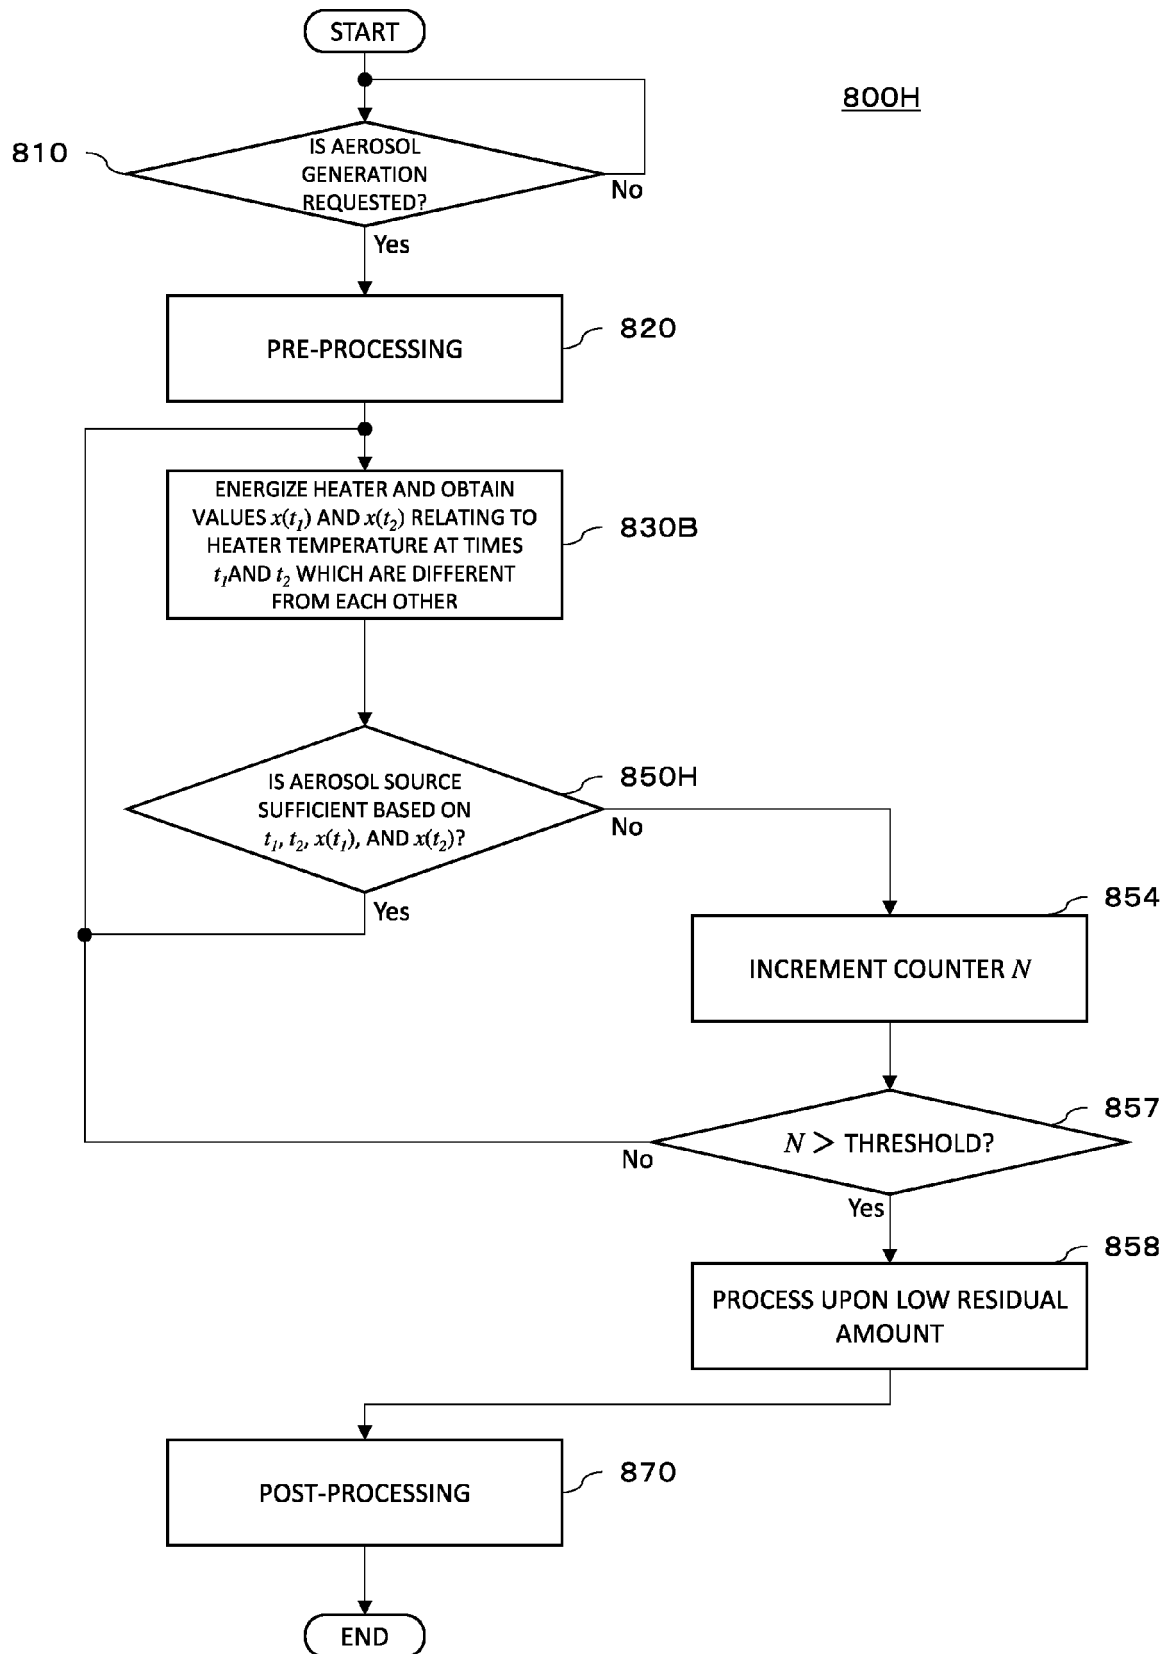 START
800H
810
IS AEROSOL
GENERATION
REQUESTED?
No
Yes
820
PRE-PROCESSING
ENERGIZE HEATER AND OBTAIN
VALUES x(t1) AND x(t2) RELATING TO
HEATER TEMPERATURE AT TIMES
t1AND t2 WHICH ARE DIFFERENT
FROM EACH OTHER
830B
IS AEROSOL SOURCE
SUFFICIENT BASED ON
t1, t2, x(t1), AND x(t2)?
850H
No
Yes
854
INCREMENT COUNTER N
857
N > THRESHOLD?
No
Yes
858
PROCESS UPON LOW RESIDUAL
AMOUNT
870
POST-PROCESSING
END